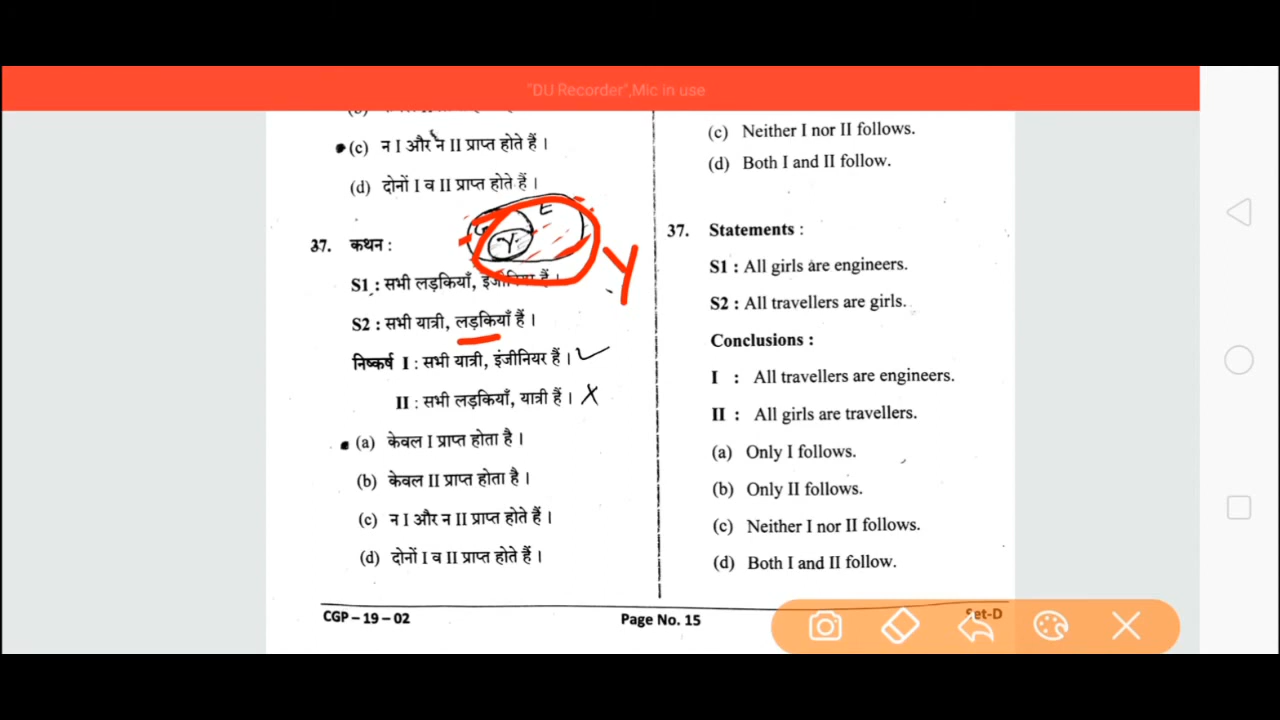 "DU Recorder",Mic in use
(c) न I और न II प्राप्त होते हैं ।
(d) दोनों I व II प्राप्त होते हैं ।
37. कथन :
S1 : सभी लड़कियाँ, इंजीनियर हैं ।
S2 : सभी यात्री, लड़कियाँ हैं ।
निष्कर्ष I : सभी यात्री, इंजीनियर हैं ।
II : सभी लड़कियाँ, यात्री हैं ।
(a) केवल I प्राप्त होता है ।
(b) केवल II प्राप्त होता है ।
(c) न I और न II प्राप्त होते हैं ।
(d) दोनों I व II प्राप्त होते हैं ।
E
G
Y
Y
(c) Neither I nor II follows.
(d) Both I and II follow.
37. Statements :
S1 : All girls are engineers.
S2 : All travellers are girls.
Conclusions :
I : All travellers are engineers.
II : All girls are travellers.
(a) Only I follows.
(b) Only II follows.
(c) Neither I nor II follows.
(d) Both I and II follow.
CGP – 19 – 02
Page No. 15
Set-D